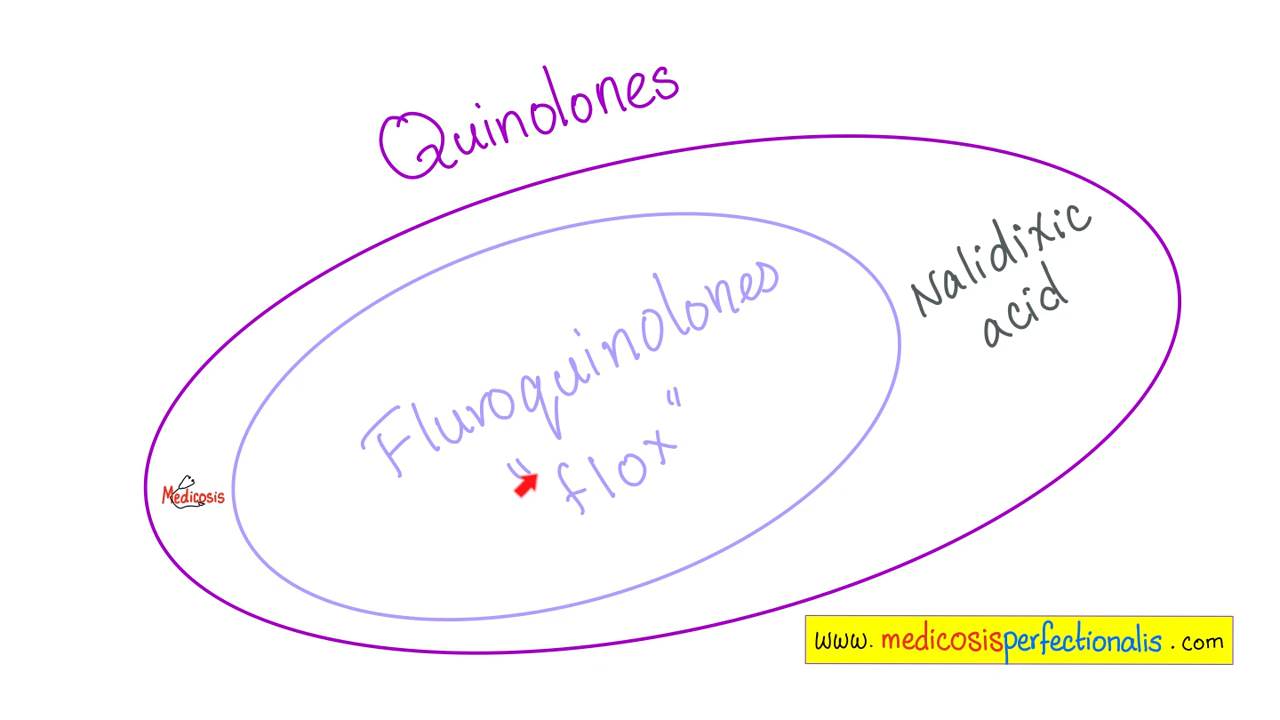 Quinolones
Nalidixic
acid
Fluroquinolones
"flox"
Medicosis
www.medicosisperfectionalis.com